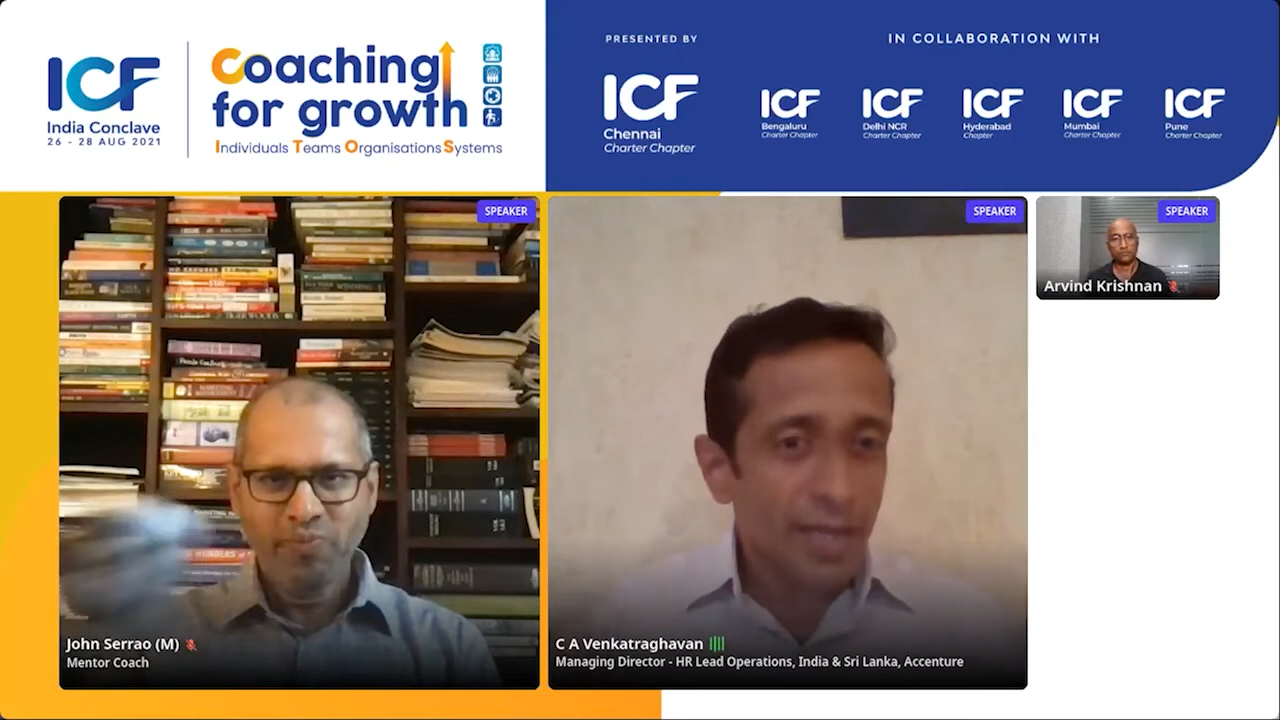 ICF
India Conclave
26 - 28 AUG 2021
Coaching
for growth
Individuals Teams Organisations Systems
PRESENTED BY
ICF
Chennai
Charter Chapter
IN COLLABORATION WITH
ICF
Bengaluru
Charter Chapter
ICF
Delhi NCR
Charter Chapter
ICF
Hyderabad
Chapter
ICF
Mumbai
Charter Chapter
ICF
Pune
Charter Chapter
SPEAKER
SPEAKER
SPEAKER
Arvind Krishnan
WINNING
TIGER WOODS
John Serrao (M)
Mentor Coach
C A Venkatraghavan
Managing Director - HR Lead Operations, India & Sri Lanka, Accenture